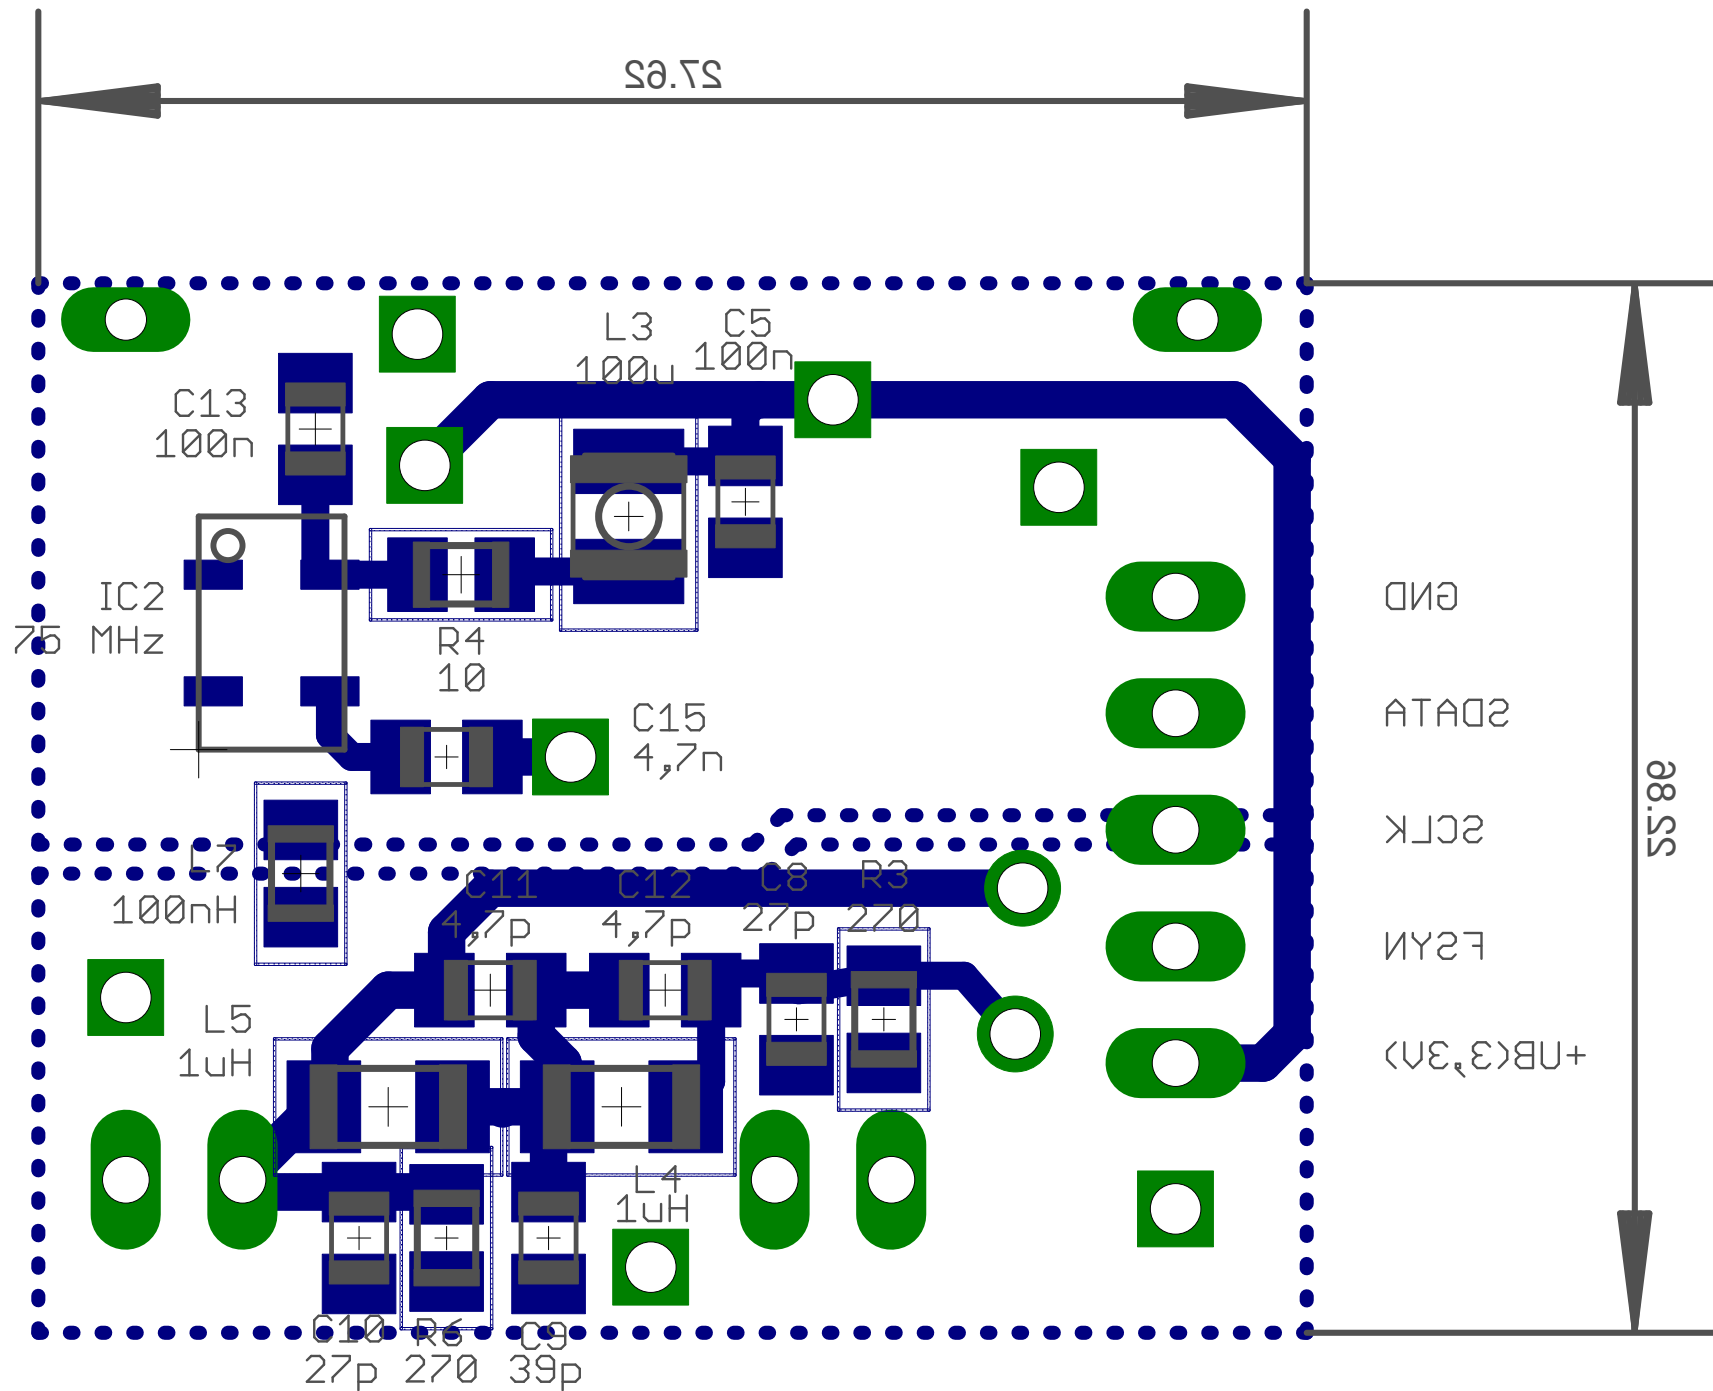 27.62
L3
100u
C5
100n
C13
100n
IC2
75 MHz
R4
10
C15
4,7n
GND
SDATA
SCLK
FSYN
+UB(3,3V)
22.86
L7
100nH
C11
4,7p
C12
4,7p
C8
27p
R3
270
L5
1uH
L4
1uH
C10
27p
R6
270
C9
39p